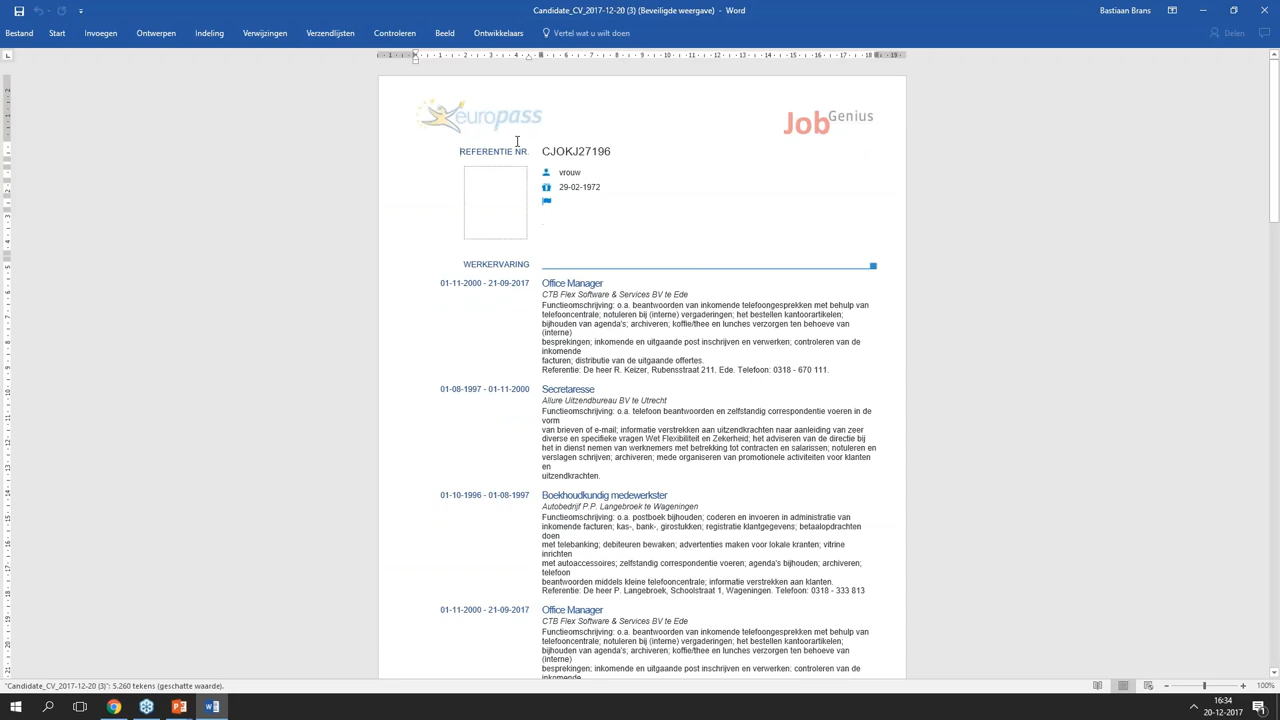 Candidate_CV_2017-12-20 (3) [Beveiligde weergave] - Word
Bastiaan Brans
Bestand Start Invoegen Ontwerpen Indeling Verwijzingen Verzendlijsten Controleren Beeld Ontwikkelaars Vertel wat u wilt doen Delen
europass
Job Genius
REFERENTIE NR. CJOKJ27196
vrouw
29-02-1972
WERKERVARING
01-11-2000 - 21-09-2017 Office Manager
CTB Flex Software & Services BV te Ede
Functieomschrijving: o.a. beantwoorden van inkomende telefoongesprekken met behulp van
telefooncentrale; notuleren bij (interne) vergaderingen; het bestellen kantoorartikelen;
bijhouden van agenda's; archiveren; koffie/thee en lunches verzorgen ten behoeve van
(interne)
besprekingen; inkomende en uitgaande post inschrijven en verwerken; controleren van de
inkomende
facturen; distributie van de uitgaande offertes.
Referentie: De heer R. Keizer, Rubensstraat 211. Ede. Telefoon: 0318 - 670 111.
01-08-1997 - 01-11-2000 Secretaresse
Allure Uitzendbureau BV te Utrecht
Functieomschrijving: o.a. telefoon beantwoorden en zelfstandig correspondentie voeren in de
vorm
van brieven of e-mail; informatie verstrekken aan uitzendkrachten naar aanleiding van zeer
diverse en specifieke vragen Wet Flexibiliteit en Zekerheid; het adviseren van de directie bij
het in dienst nemen van werknemers met betrekking tot contracten en salarissen; notuleren en
verslagen schrijven; archiveren; mede organiseren van promotionele activiteiten voor klanten
en
uitzendkrachten.
01-10-1996 - 01-08-1997 Boekhoudkundig medewerkster
Autobedrijf P.P. Langebroek te Wageningen
Functieomschrijving: o.a. postboek bijhouden; coderen en invoeren in administratie van
inkomende facturen; kas-, bank-, girostukken; registratie klantgegevens; betaalopdrachten
doen
met telebanking; debiteuren bewaken; advertenties maken voor lokale kranten; vitrine
inrichten
met autoaccessoires; zelfstandig correspondentie voeren; agenda's bijhouden; archiveren;
telefoon
beantwoorden middels kleine telefooncentrale; informatie verstrekken aan klanten.
Referentie: De heer P. Langebroek, Schoolstraat 1, Wageningen. Telefoon: 0318 - 333 813
01-11-2000 - 21-09-2017 Office Manager
CTB Flex Software & Services BV te Ede
Functieomschrijving: o.a. beantwoorden van inkomende telefoongesprekken met behulp van
telefooncentrale; notuleren bij (interne) vergaderingen; het bestellen kantoorartikelen;
bijhouden van agenda's; archiveren; koffie/thee en lunches verzorgen ten behoeve van
(interne)
besprekingen; inkomende en uitgaande post inschrijven en verwerken; controleren van de
inkomende
"Candidate_CV_2017-12-20 (3)": 5.260 tekens (geschatte waarde).
100%
16:34
20-12-2017